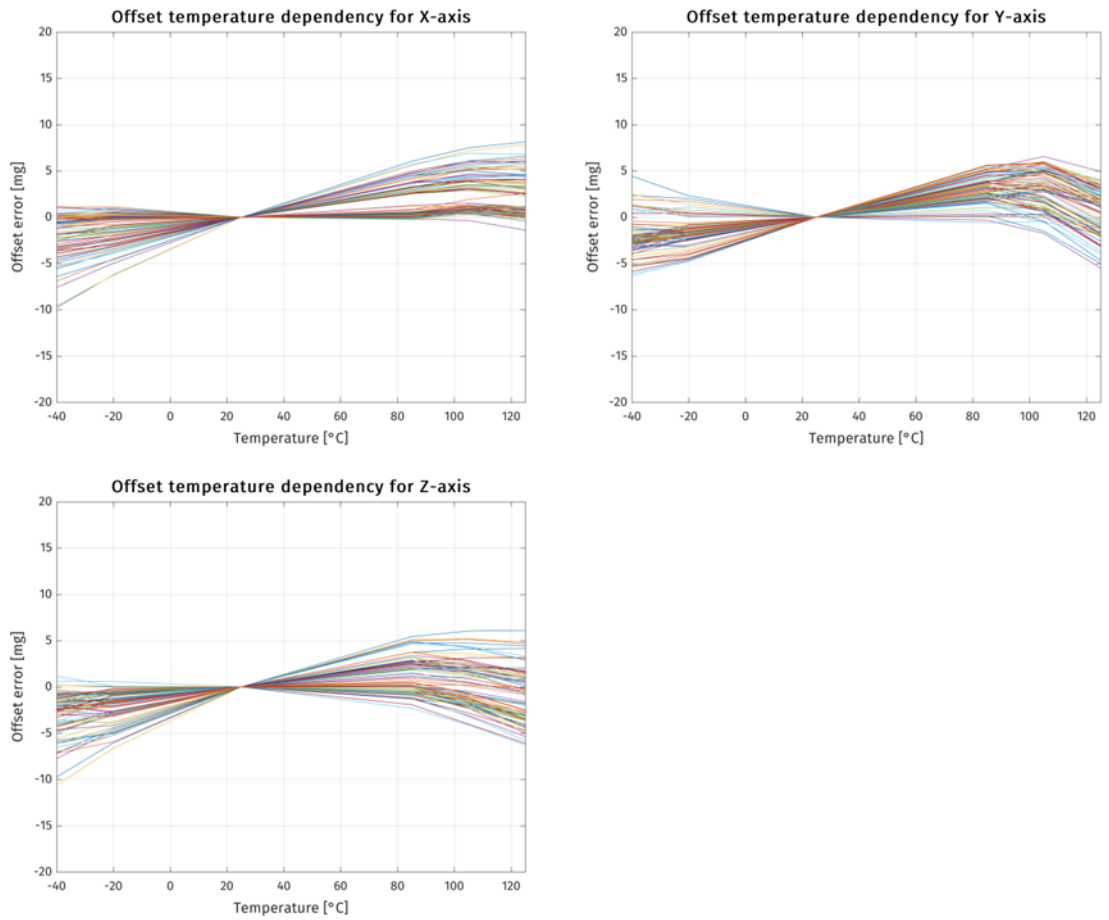 Offset temperature dependency for X-axis
20
15
10
5
0
-5
-10
-15
-20
Offset error [mg]
-40 -20 0 20 40 60 80 100 120
Temperature [°C]
Offset temperature dependency for Y-axis
20
15
10
5
0
-5
-10
-15
-20
Offset error [mg]
-40 -20 0 20 40 60 80 100 120
Temperature [°C]
Offset temperature dependency for Z-axis
20
15
10
5
0
-5
-10
-15
-20
Offset error [mg]
-40 -20 0 20 40 60 80 100 120
Temperature [°C]